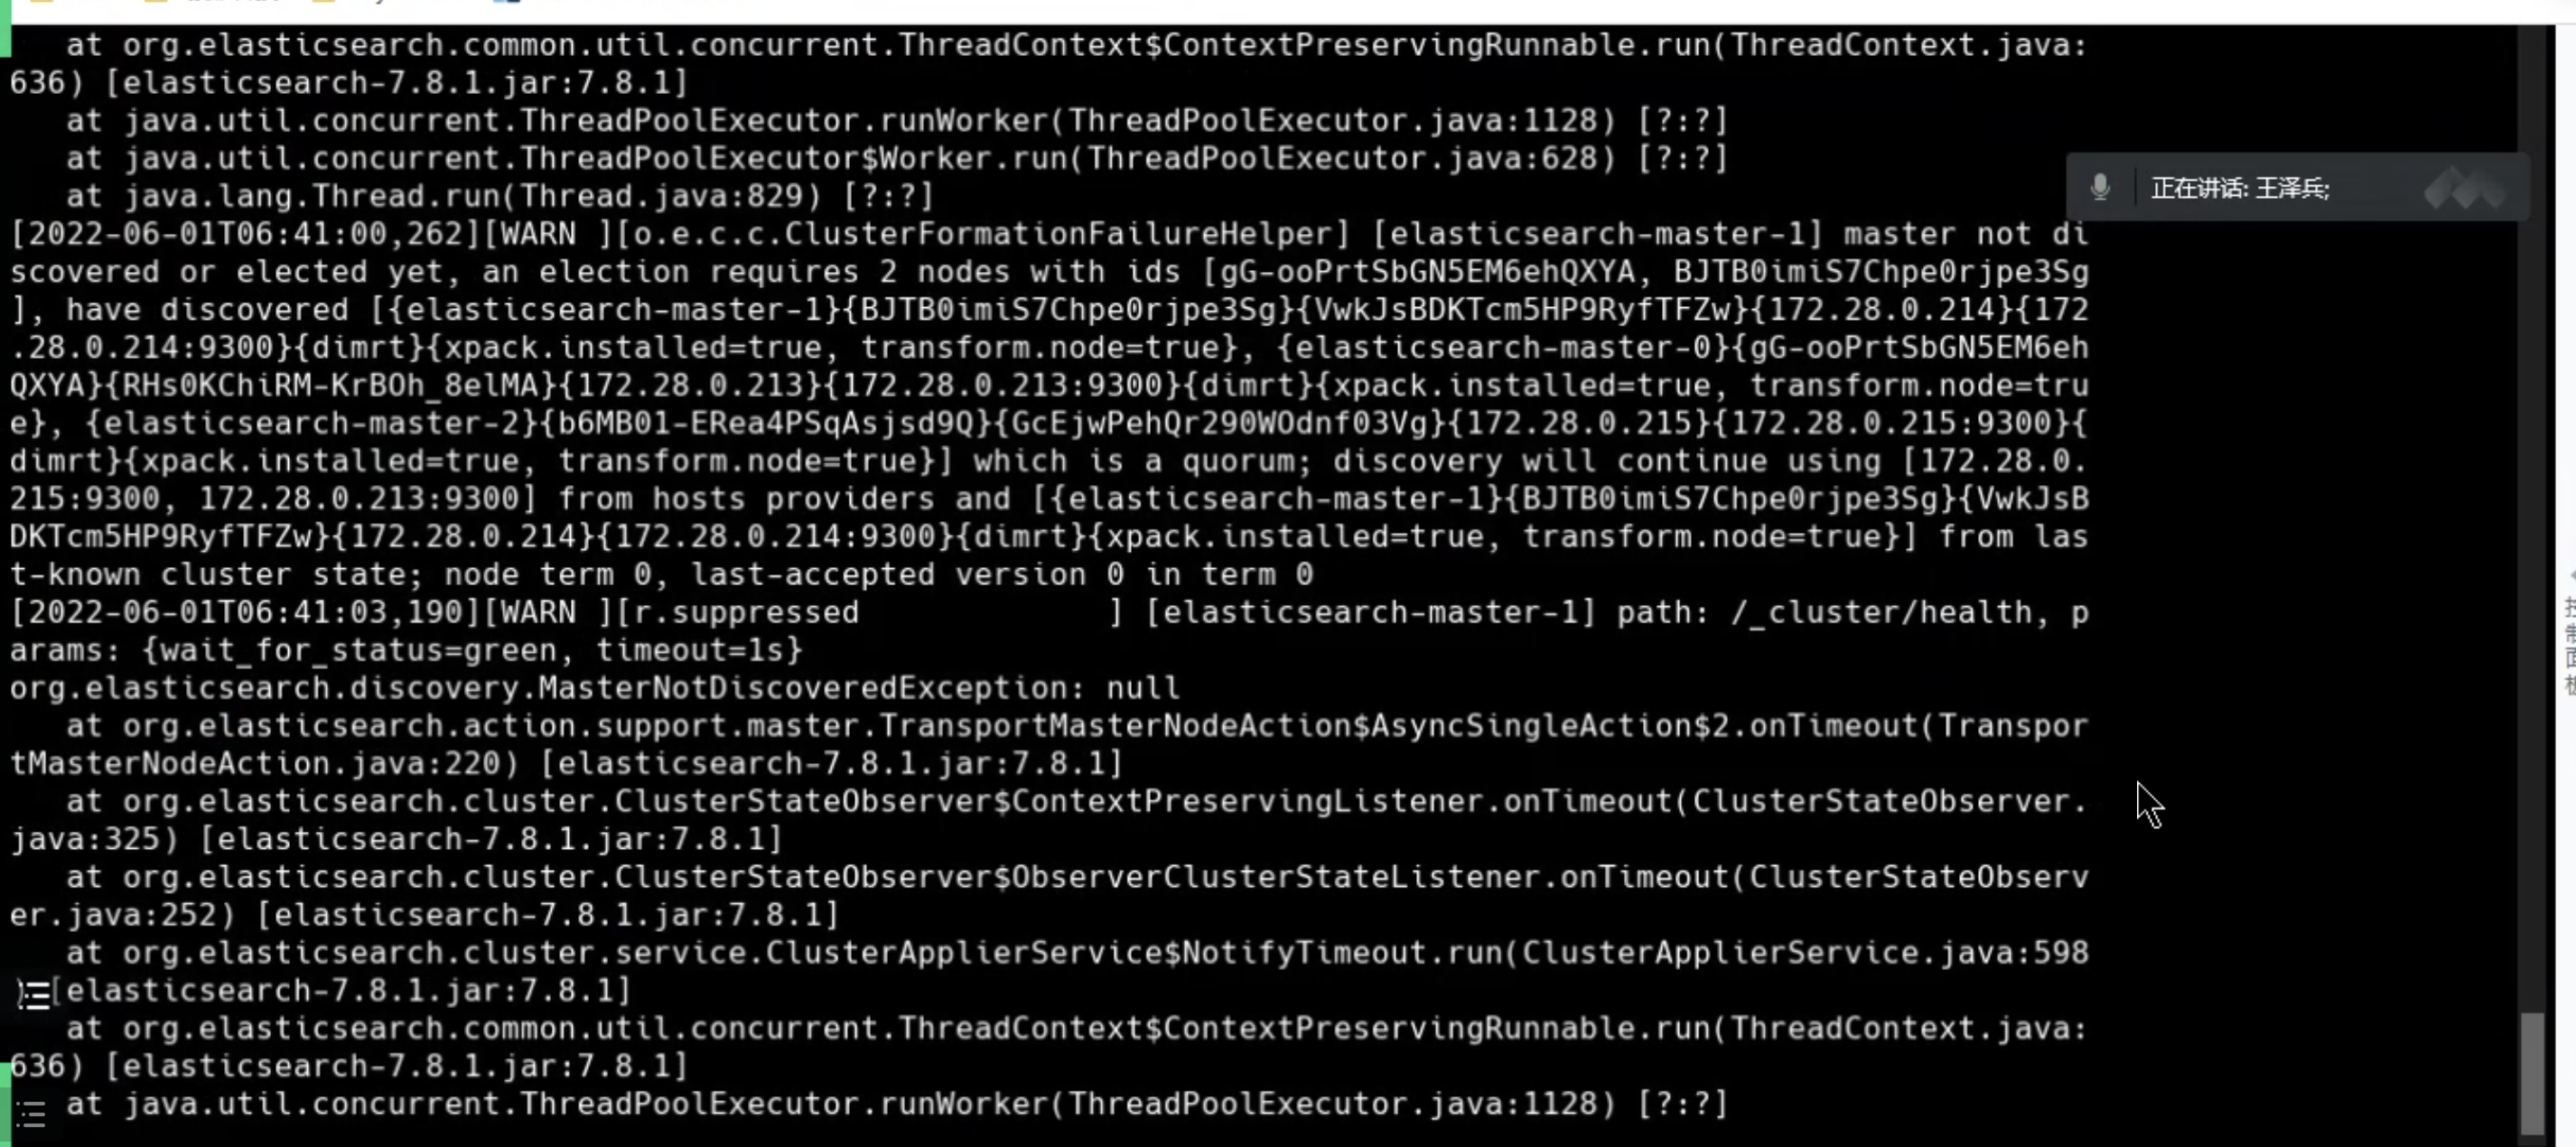 at org.elasticsearch.common.util.concurrent.ThreadContext$ContextPreservingRunnable.run(ThreadContext.java:
636) [elasticsearch-7.8.1.jar:7.8.1]
at java.util.concurrent.ThreadPoolExecutor.runWorker(ThreadPoolExecutor.java:1128) [?:?]
at java.util.concurrent.ThreadPoolExecutor$Worker.run(ThreadPoolExecutor.java:628) [?:?]
正在讲话: 王泽兵;
at java.lang.Thread.run(Thread.java:829) [?:?]
[2022-06-01T06:41:00,262][WARN ][o.e.c.c.ClusterFormationFailureHelper] [elasticsearch-master-1] master not di
scovered or elected yet, an election requires 2 nodes with ids [gG-ooPrtSbGN5EM6ehQXYA, BJTB0imiS7Chpe0rjpe3Sg
], have discovered [{elasticsearch-master-1}{BJTB0imiS7Chpe0rjpe3Sg}{VwkJsBDKTcm5HP9RyfTFZw}{172.28.0.214}{172
.28.0.214:9300}{dimrt}{xpack.installed=true, transform.node=true}, {elasticsearch-master-0}{gG-ooPrtSbGN5EM6eh
QXYA}{RHs0KChiRM-KrBOh_8elMA}{172.28.0.213}{172.28.0.213:9300}{dimrt}{xpack.installed=true, transform.node=tru
e}, {elasticsearch-master-2}{b6MB01-ERea4PSqAsjsd9Q}{GcEjwPehQr290WOdnf03Vg}{172.28.0.215}{172.28.0.215:9300}{
dimrt}{xpack.installed=true, transform.node=true}] which is a quorum; discovery will continue using [172.28.0.
215:9300, 172.28.0.213:9300] from hosts providers and [{elasticsearch-master-1}{BJTB0imiS7Chpe0rjpe3Sg}{VwkJsB
DKTcm5HP9RyfTFZw}{172.28.0.214}{172.28.0.214:9300}{dimrt}{xpack.installed=true, transform.node=true}] from las
t-known cluster state; node term 0, last-accepted version 0 in term 0
[2022-06-01T06:41:03,190][WARN ][r.suppressed             ] [elasticsearch-master-1] path: /_cluster/health, p
arams: {wait_for_status=green, timeout=1s}
org.elasticsearch.discovery.MasterNotDiscoveredException: null
at org.elasticsearch.action.support.master.TransportMasterNodeAction$AsyncSingleAction$2.onTimeout(Transpor
tMasterNodeAction.java:220) [elasticsearch-7.8.1.jar:7.8.1]
at org.elasticsearch.cluster.ClusterStateObserver$ContextPreservingListener.onTimeout(ClusterStateObserver.
java:325) [elasticsearch-7.8.1.jar:7.8.1]
at org.elasticsearch.cluster.ClusterStateObserver$ObserverClusterStateListener.onTimeout(ClusterStateObserv
er.java:252) [elasticsearch-7.8.1.jar:7.8.1]
at org.elasticsearch.cluster.service.ClusterApplierService$NotifyTimeout.run(ClusterApplierService.java:598
) [elasticsearch-7.8.1.jar:7.8.1]
at org.elasticsearch.common.util.concurrent.ThreadContext$ContextPreservingRunnable.run(ThreadContext.java:
636) [elasticsearch-7.8.1.jar:7.8.1]
at java.util.concurrent.ThreadPoolExecutor.runWorker(ThreadPoolExecutor.java:1128) [?:?]